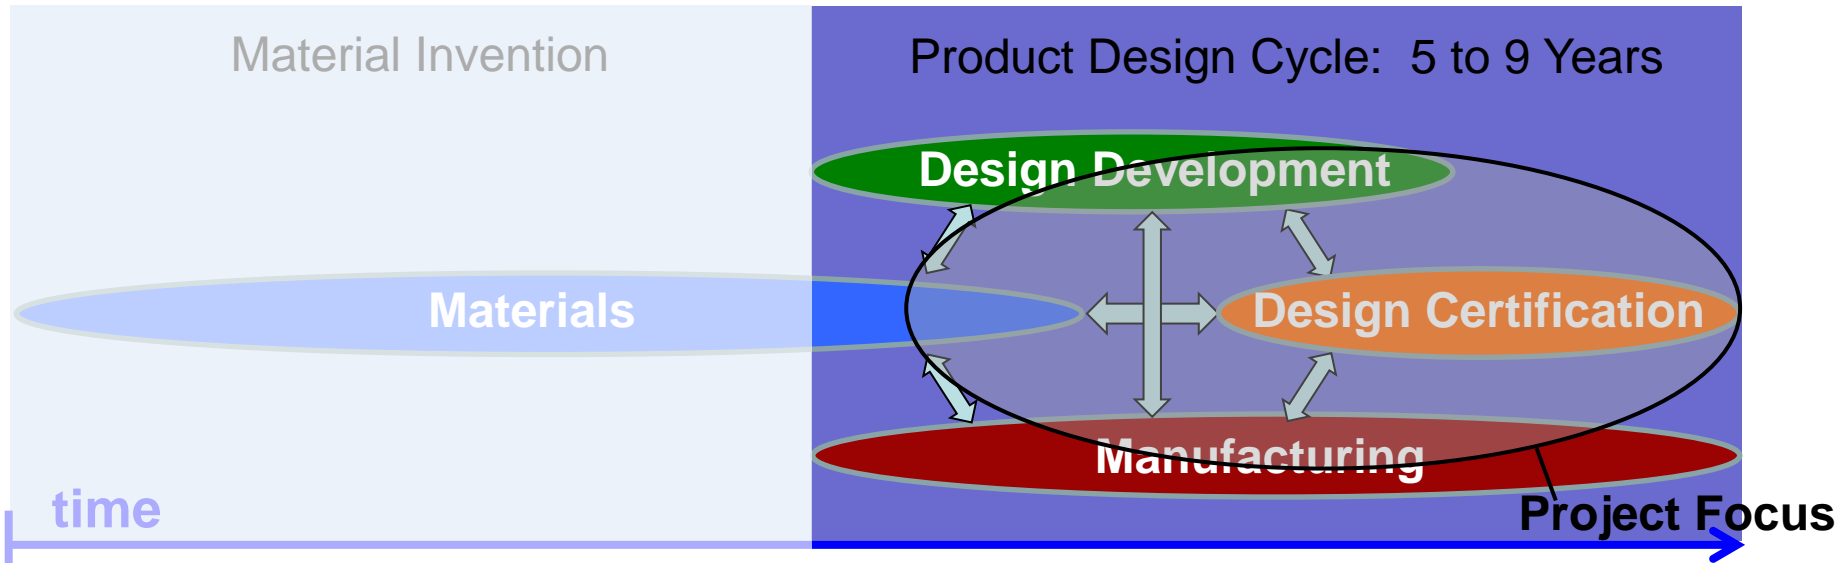 Material Invention
Product Design Cycle: 5 to 9 Years
Design Development
Materials
Design Certification
Manufacturing
time
Project Focus